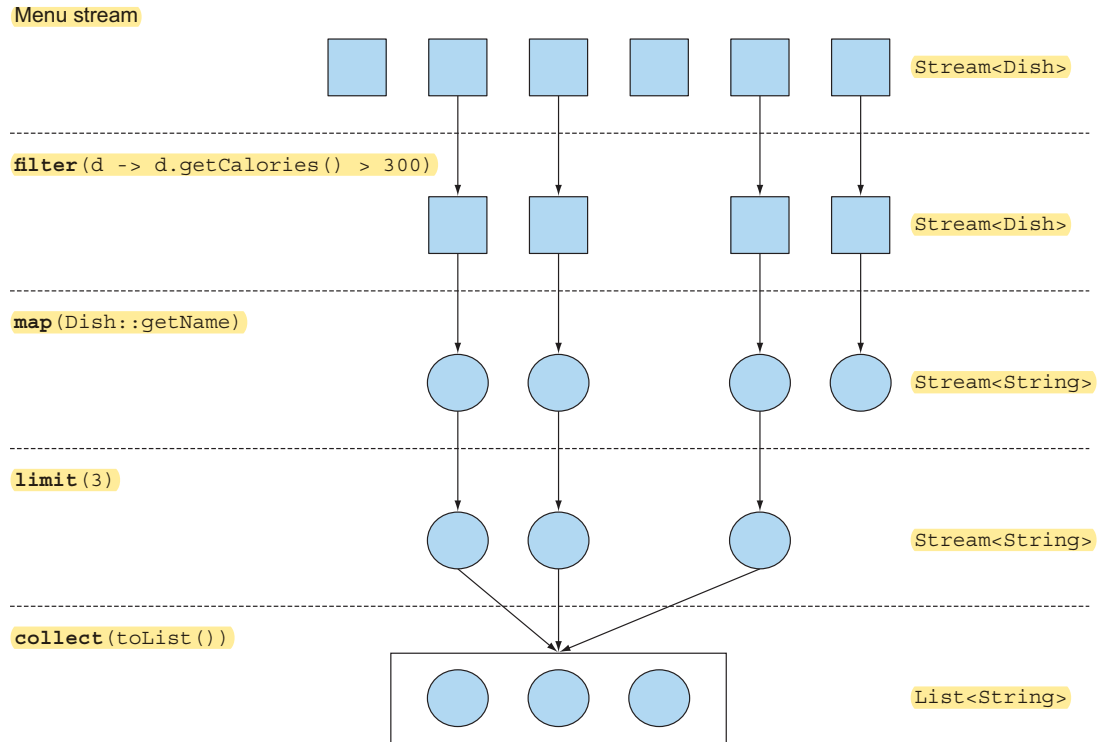 Menu stream
Stream<Dish>
filter(d -> d.getCalories() > 300)
Stream<Dish>
map(Dish::getName)
Stream<String>
limit(3)
Stream<String>
collect(toList())
List<String>